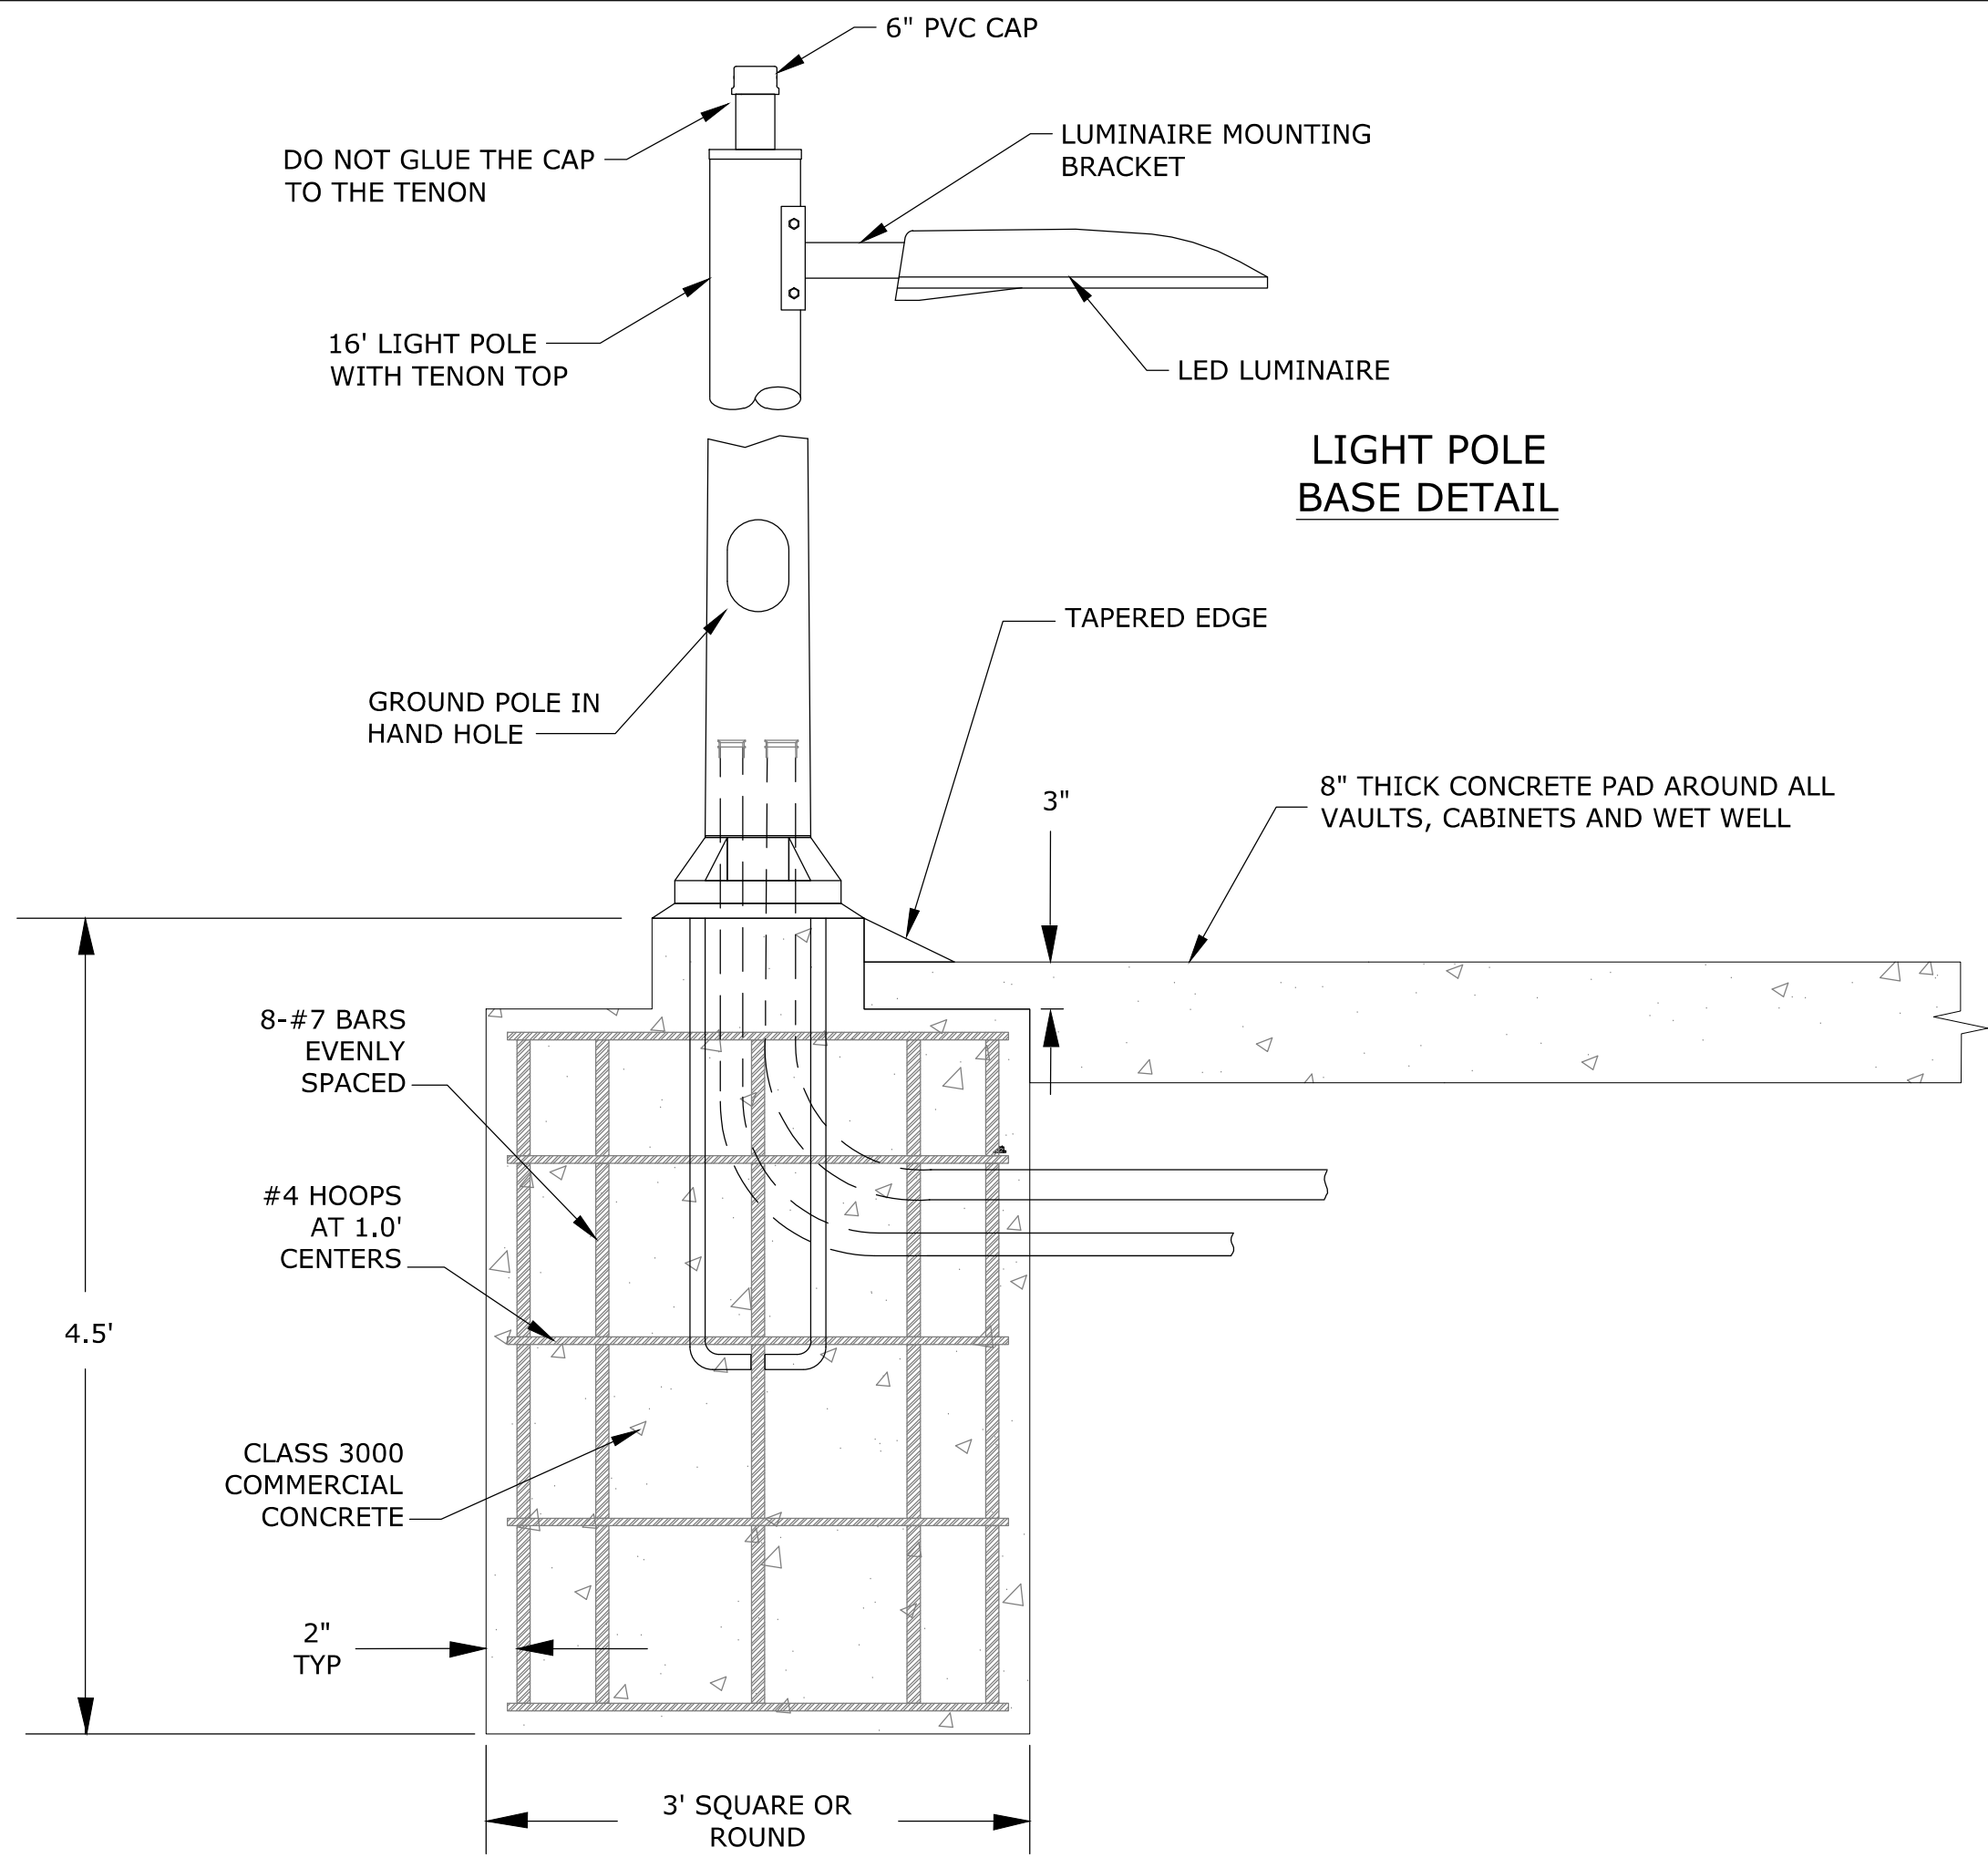 6" PVC CAP
DO NOT GLUE THE CAP
TO THE TENON
LUMINAIRE MOUNTING
BRACKET
16' LIGHT POLE
WITH TENON TOP
LED LUMINAIRE
LIGHT POLE
BASE DETAIL
TAPERED EDGE
GROUND POLE IN
HAND HOLE
3"
8" THICK CONCRETE PAD AROUND ALL
VAULTS, CABINETS AND WET WELL
8-#7 BARS
EVENLY
SPACED
#4 HOOPS
AT 1.0'
CENTERS
4.5'
CLASS 3000
COMMERCIAL
CONCRETE
2"
TYP
3' SQUARE OR
ROUND